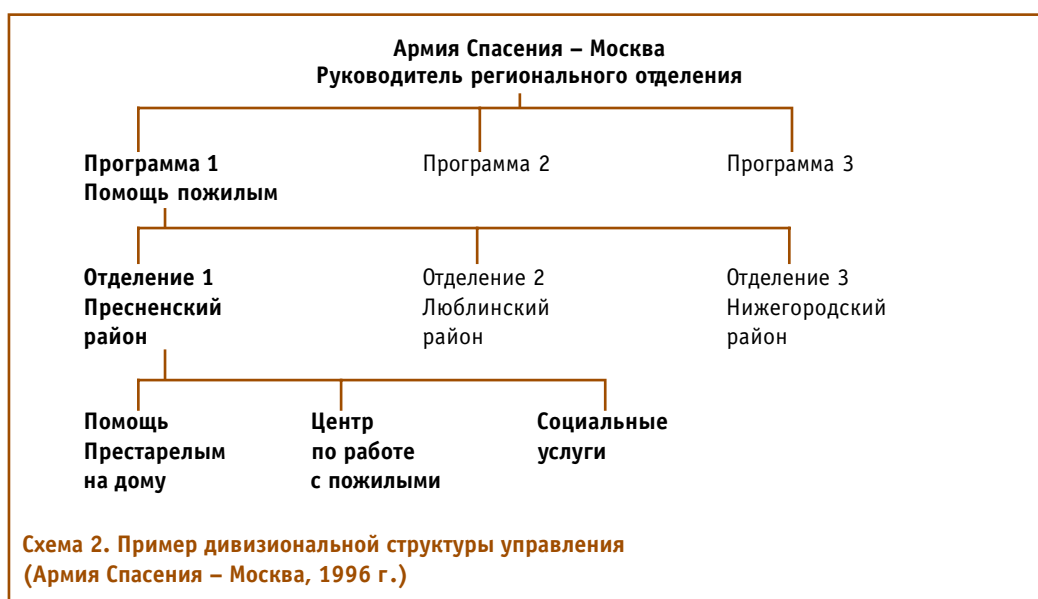 Армия Спасения – Москва
Руководитель регионального отделения
Программа 1
Помощь пожилым
Программа 2
Программа 3
Отделение 1
Пресненский
район
Отделение 2
Люблинский
район
Отделение 3
Нижегородский
район
Помощь
Престарелым
на дому
Центр
по работе
с пожилыми
Социальные
услуги
Схема 2. Пример дивизиональной структуры управления
(Армия Спасения – Москва, 1996 г.)